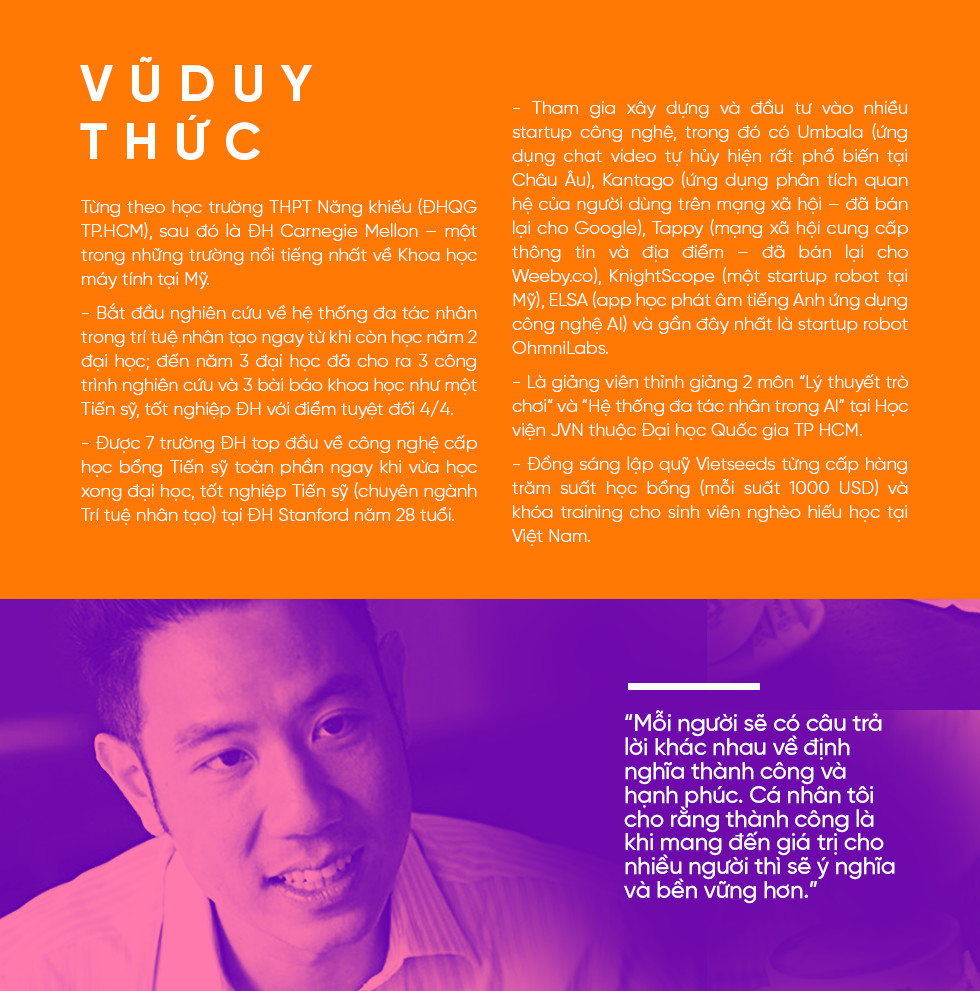 VŨ DUY
THỨC
Từng theo học trường THPT Năng khiếu (ĐHQG
TP.HCM), sau đó là ĐH Carnegie Mellon – một
trong những trường nổi tiếng nhất về Khoa học
máy tính tại Mỹ.
- Bắt đầu nghiên cứu về hệ thống đa tác nhân
trong trí tuệ nhân tạo ngay từ khi còn học năm 2
đại học; đến năm 3 đại học đã cho ra 3 công
trình nghiên cứu và 3 bài báo khoa học như một
Tiến sỹ, tốt nghiệp ĐH với điểm tuyệt đối 4/4.
- Được 7 trường ĐH top đầu về công nghệ cấp
học bổng Tiến sỹ toàn phần ngay khi vừa học
xong đại học, tốt nghiệp Tiến sỹ (chuyên ngành
Trí tuệ nhân tạo) tại ĐH Stanford năm 28 tuổi.
- Tham gia xây dựng và đầu tư vào nhiều
startup công nghệ, trong đó có Umbala (ứng
dụng chat video tự hủy hiện rất phổ biến tại
Châu Âu), Kantago (ứng dụng phân tích quan
hệ của người dùng trên mạng xã hội – đã bán
lại cho Google), Tappy (mạng xã hội cung cấp
thông tin và địa điểm – đã bán lại cho
Weeby.co), KnightScope (một startup robot tại
Mỹ), ELSA (app học phát âm tiếng Anh ứng dụng
công nghệ AI) và gần đây nhất là startup robot
OhmniLabs.
- Là giảng viên thỉnh giảng 2 môn “Lý thuyết trò
chơi” và “Hệ thống đa tác nhân trong AI” tại Học
viện JVN thuộc Đại học Quốc gia TP HCM.
- Đồng sáng lập quỹ Vietseeds từng cấp hàng
trăm suất học bổng (mỗi suất 1000 USD) và
khóa training cho sinh viên nghèo hiếu học tại
Việt Nam.
“Mỗi người sẽ có câu trả
lời khác nhau về định
nghĩa thành công và
hạnh phúc. Cá nhân tôi
cho rằng thành công là
khi mang đến giá trị cho
nhiều người thì sẽ ý nghĩa
và bền vững hơn.”